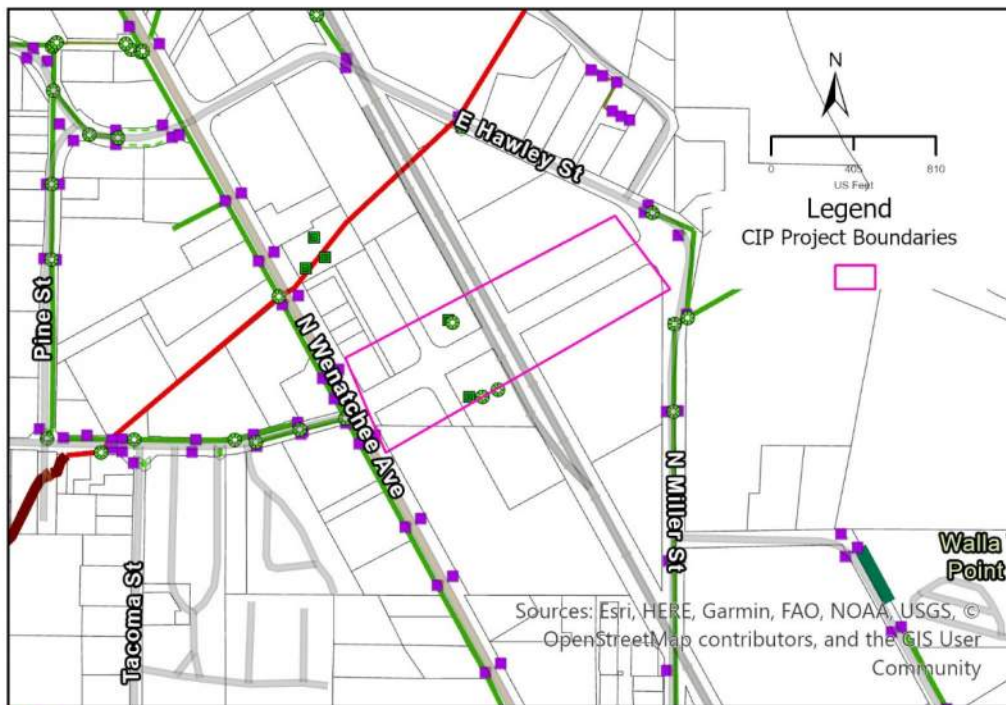 N
0
405
810
US Feet
Legend
CIP Project Boundaries
E Hawley St
Pine St
N Wenatchee Ave
N Miller St
Tacoma St
Walla
Point
Sources: Esri, HERE, Garmin, FAO, NOAA, USGS, ©
OpenStreetMap contributors, and the GIS User
Community